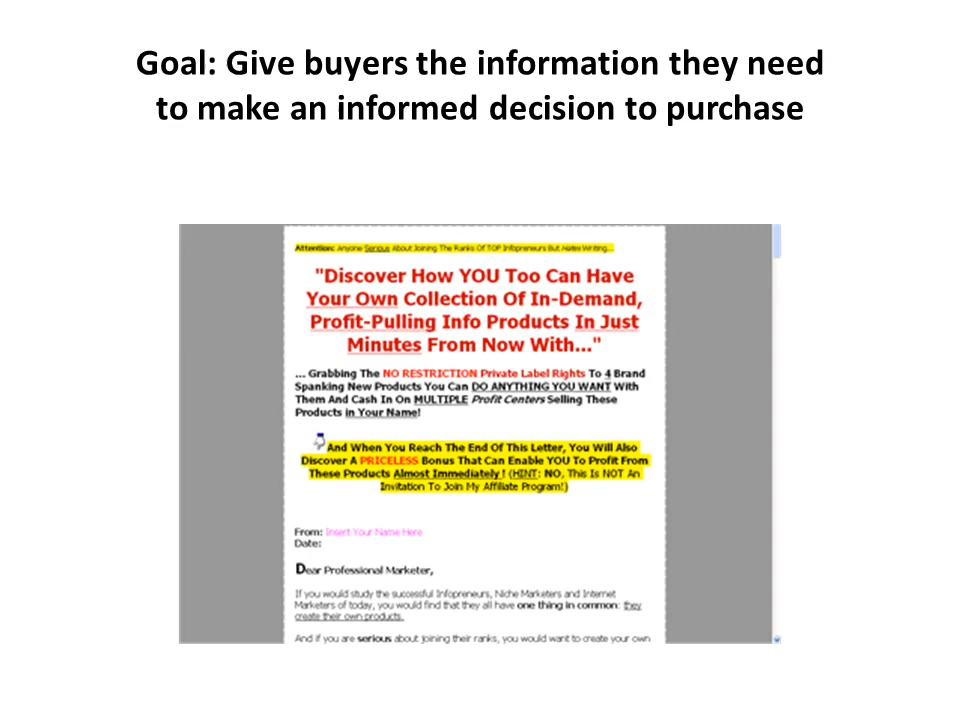 Goal: Give buyers the information they need
to make an informed decision to purchase
Attention: Anyone Serious About Joining The Ranks Of TOP Infopreneurs But Hates Writing...
"Discover How YOU Too Can Have
Your Own Collection Of In-Demand,
Profit-Pulling Info Products In Just
Minutes From Now With..."
... Grabbing The NO RESTRICTION Private Label Rights To 4 Brand
Spanking New Products You Can DO ANYTHING YOU WANT With
Them And Cash In On MULTIPLE Profit Centers Selling These
Products in Your Name!
And When You Reach The End Of This Letter, You Will Also
Discover A PRICELESS Bonus That Can Enable YOU To Profit From
These Products Almost Immediately! (HINT: NO, This Is NOT An
Invitation To Join My Affiliate Program!)
From: Insert Your Name Here
Date:
Dear Professional Marketer,
If you would study the successful Infopreneurs, Niche Marketers and Internet
Marketers of today, you would find that they all have one thing in common: they
create their own products.
And if you are serious about joining their ranks, you would want to create your own